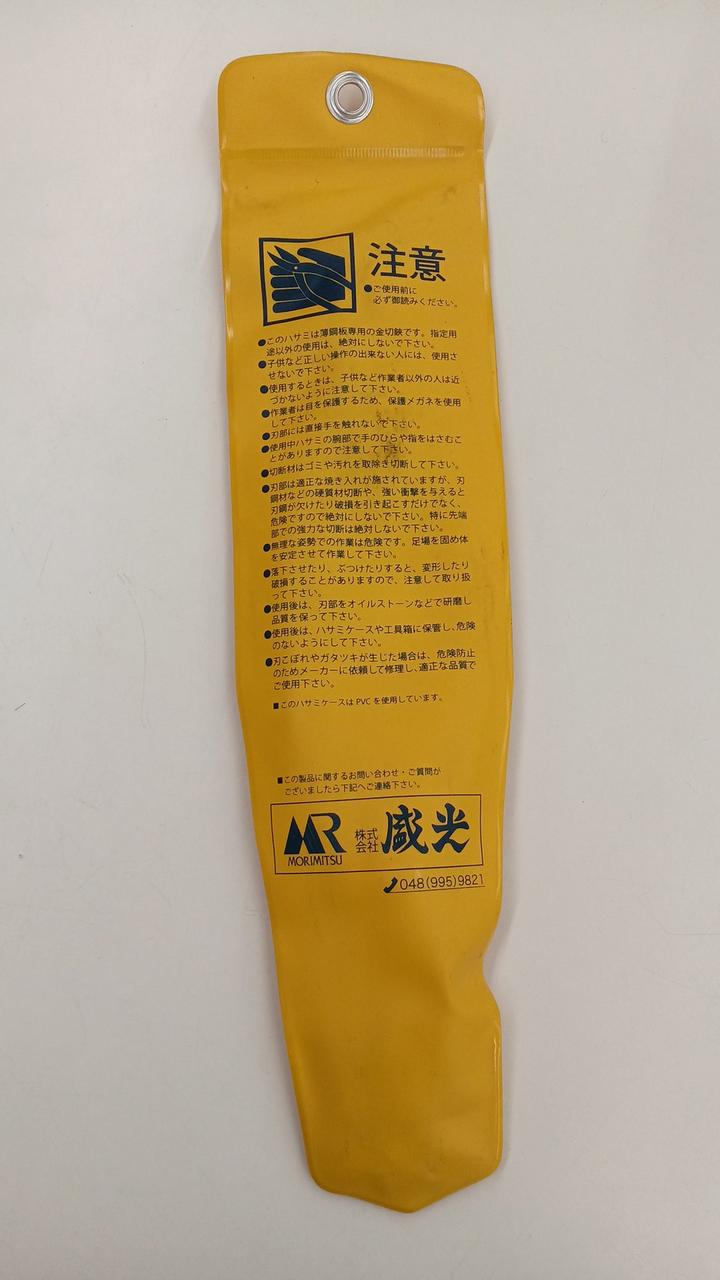 注意
●ご使用前に
必ず御読みください。
●このハサミは薄鋼板専用の金切鋏です。指定用
途以外の使用は、絶対にしないで下さい。
●子供など正しい操作の出来ない人には、使用さ
せないで下さい。
●使用するときは、子供など作業者以外の人は近
づかないように注意して下さい。
●作業者は目を保護するため、保護メガネを使用
して下さい。
●刃部には直接手を触れないで下さい。
●使用中ハサミの腕部で手のひらや指をはさむこ
とがありますので注意して下さい。
●切断材はゴミや汚れを取除き切断して下さい。
●刃部は適正な焼き入れが施されていますが、刃
鋼材などの硬質材切断や、強い衝撃を与えると
刃鋼が欠けたり破損を引き起こすだけでなく、
危険ですので絶対にしないで下さい。特に先端
部での強力な切断は絶対しないで下さい。
●無理な姿勢での作業は危険です。足場を固め体
を安定させて作業して下さい。
●落下させたり、ぶつけたりすると、変形したり
破損することがありますので、注意して取り扱
って下さい。
●使用後は、刃部をオイルストーンなどで研磨し
品質を保って下さい。
●使用後は、ハサミケースや工具箱に保管し、危険
のないようにして下さい。
●刃こぼれやガタツキが生じた場合は、危険防止
のためメーカーに依頼して修理し、適正な品質で
ご使用下さい。
■このハサミケースは PVC を使用しています。
■この製品に関するお問い合わせ・ご質問が
ございましたら下記へご連絡下さい。
MR
MORIMITSU
株式
会社
盛光
048(995)9821